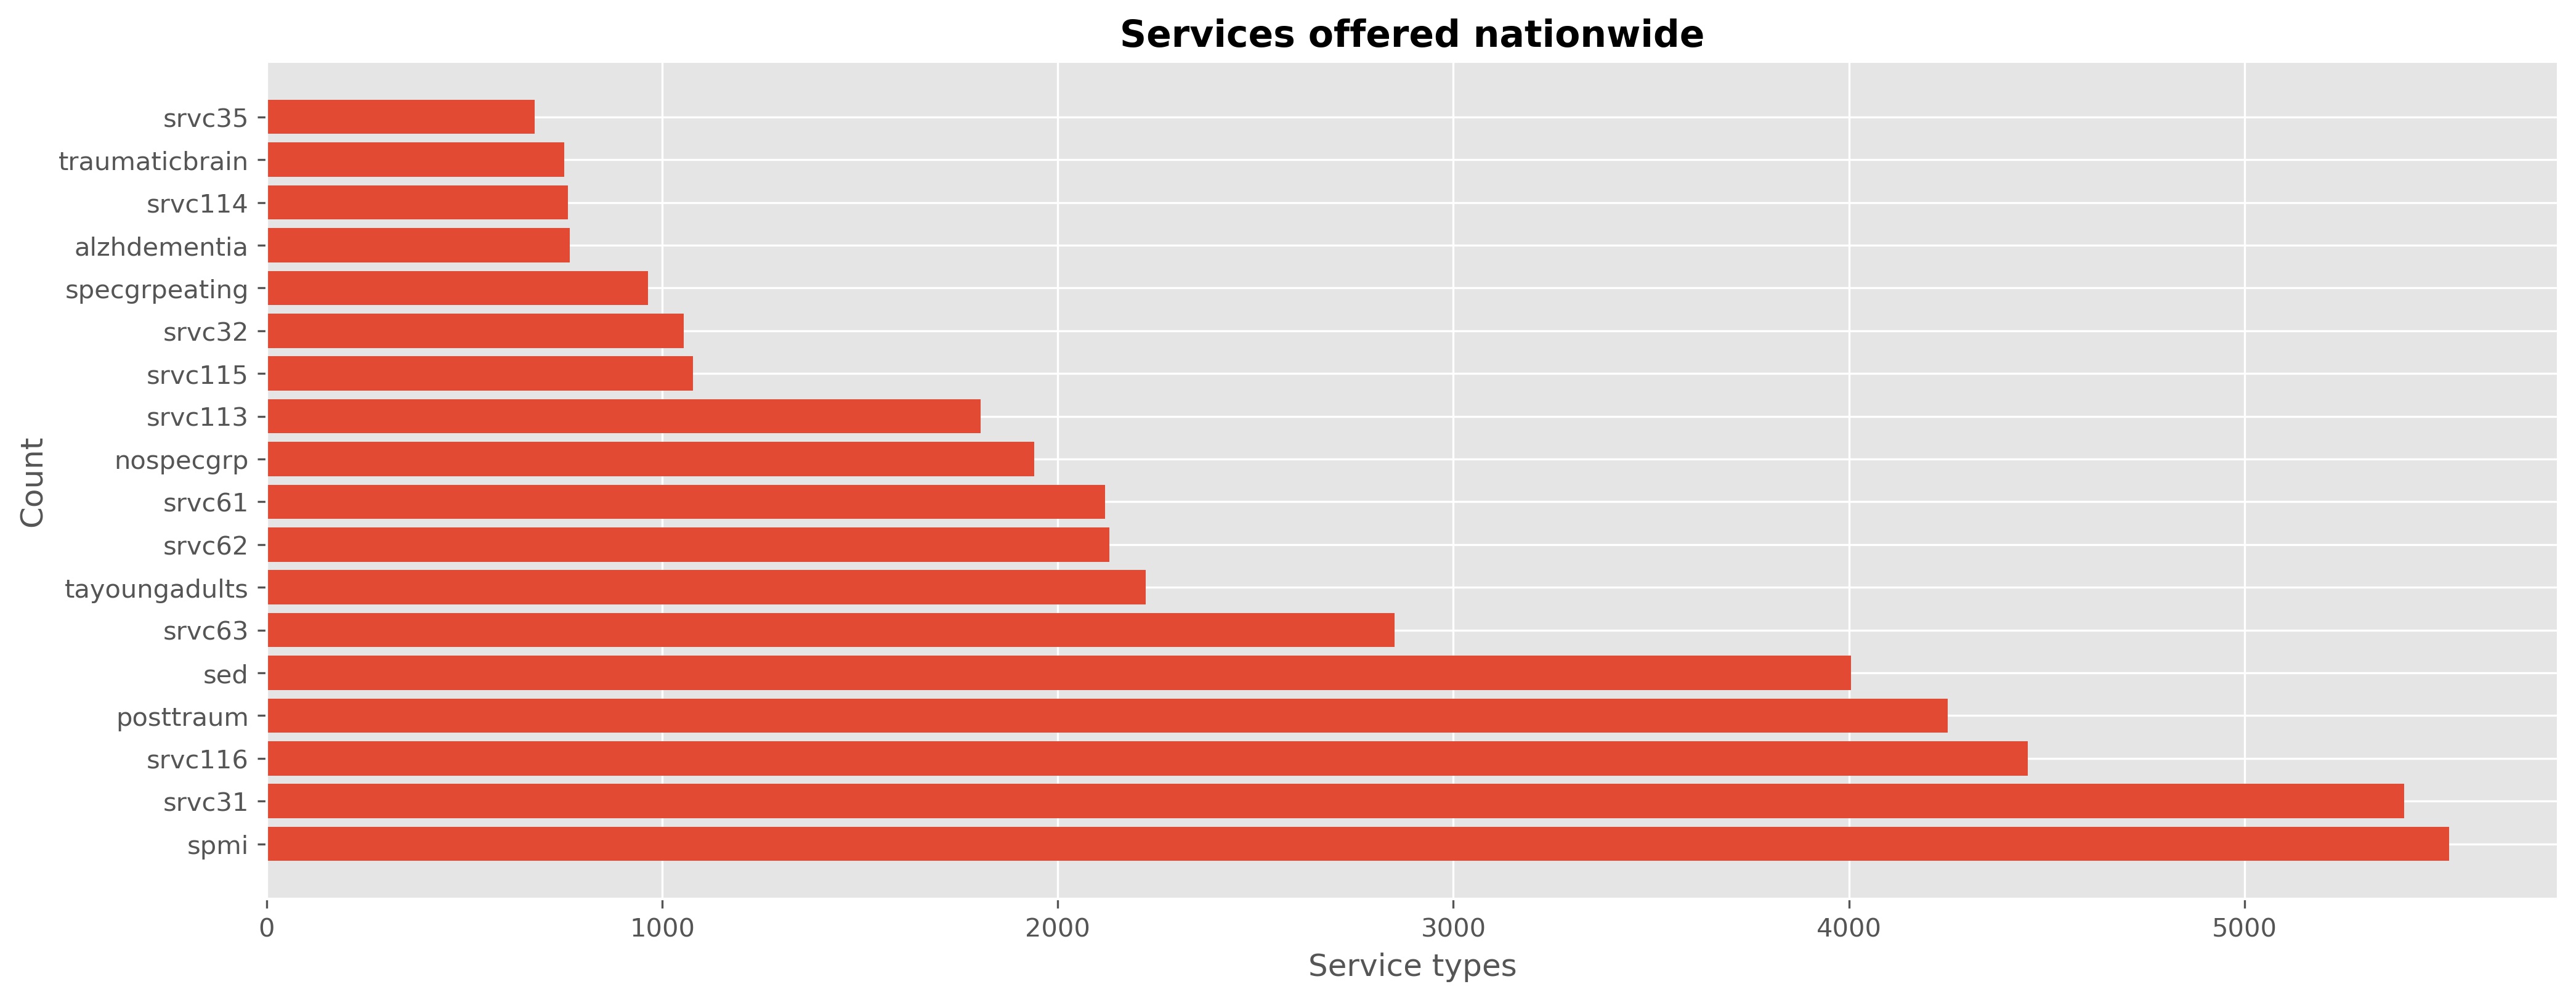 Services offered nationwide
srvc35
traumaticbrain
srvc114
alzhdementia
specgrpeating
srvc32
srvc115
srvc113
nospecgrp
srvc61
srvc62
tayoungadults
srvc63
sed
posttraum
srvc116
srvc31
spmi
Count
0 1000 2000 3000 4000 5000
Service types